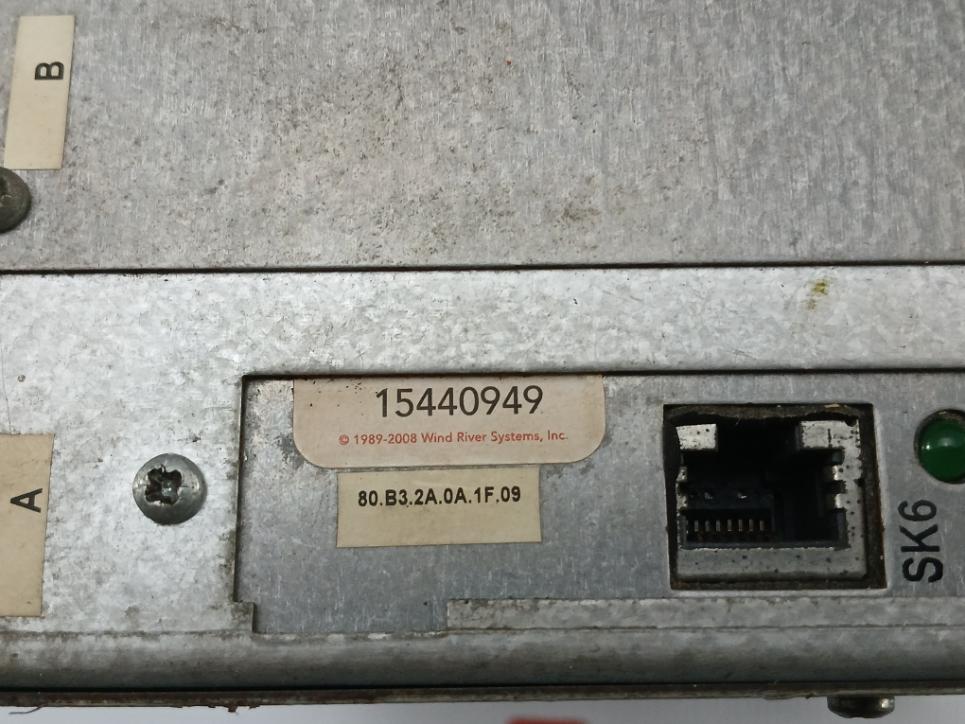 B
15440949
© 1989-2008 Wind River Systems, Inc.
80.B3.2A.0A.1F.09
A
SK6